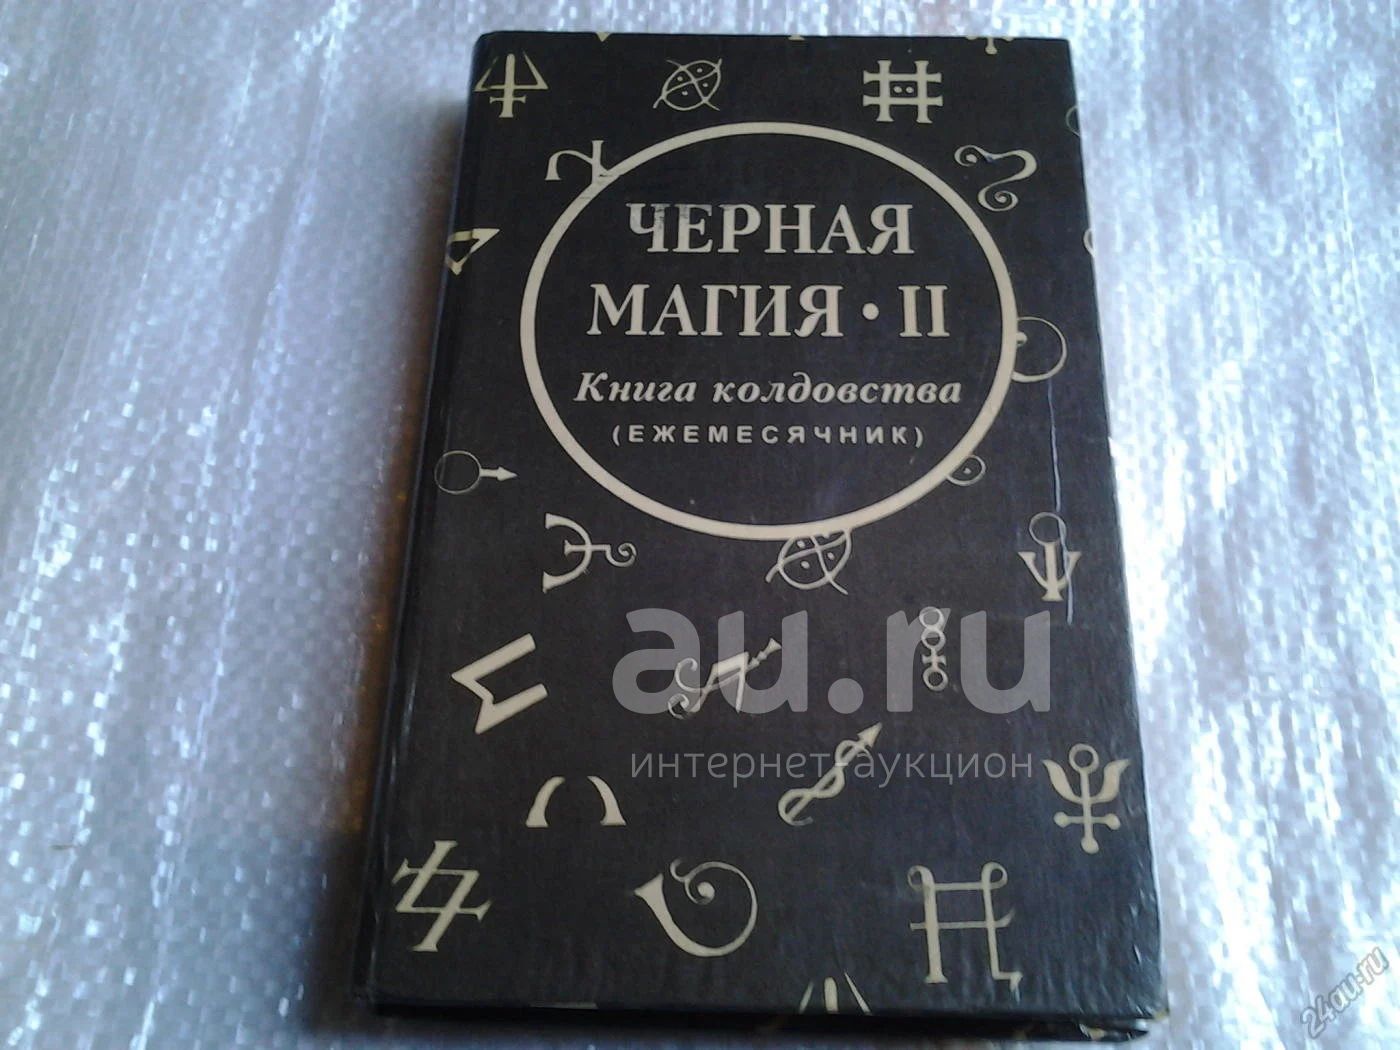 ЧЕРНАЯ
МАГИЯ · II
Книга колдовства
(ЕЖЕМЕСЯЧНИК)
au.ru
интернет-аукцион
24au.ru